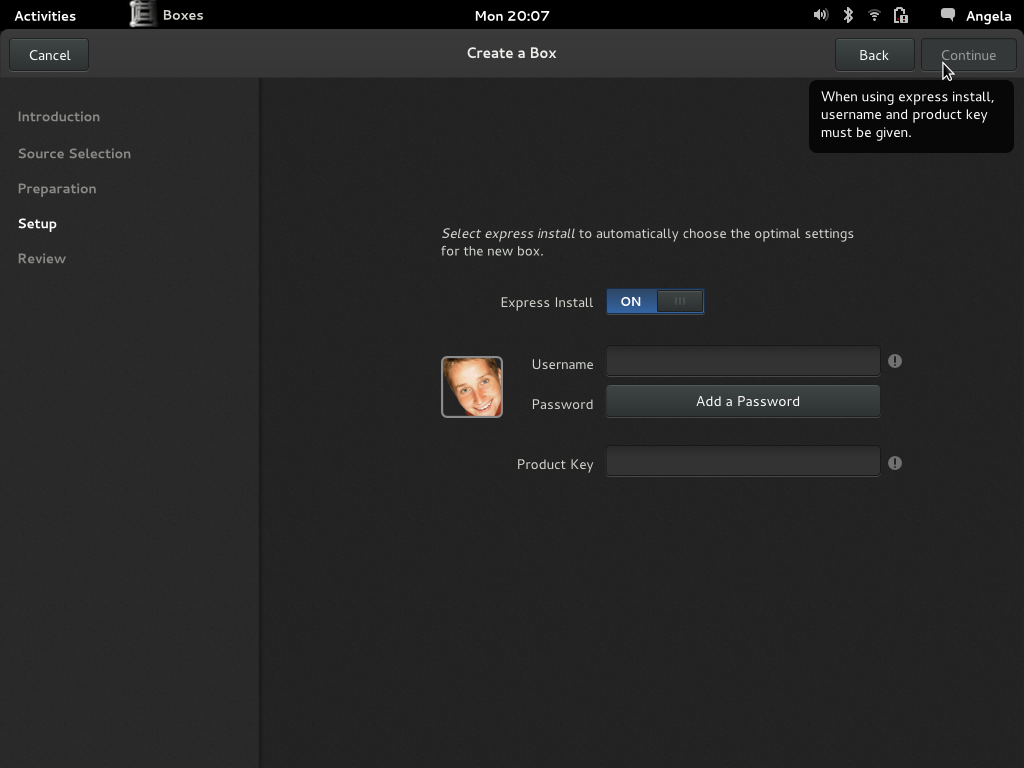 Activities Boxes Mon 20:07 Angela
Cancel Create a Box Back Continue
When using express install,
username and product key
must be given.
Introduction
Source Selection
Preparation
Setup
Review
Select express install to automatically choose the optimal settings
for the new box.
Express Install ON
Username
Password Add a Password
Product Key